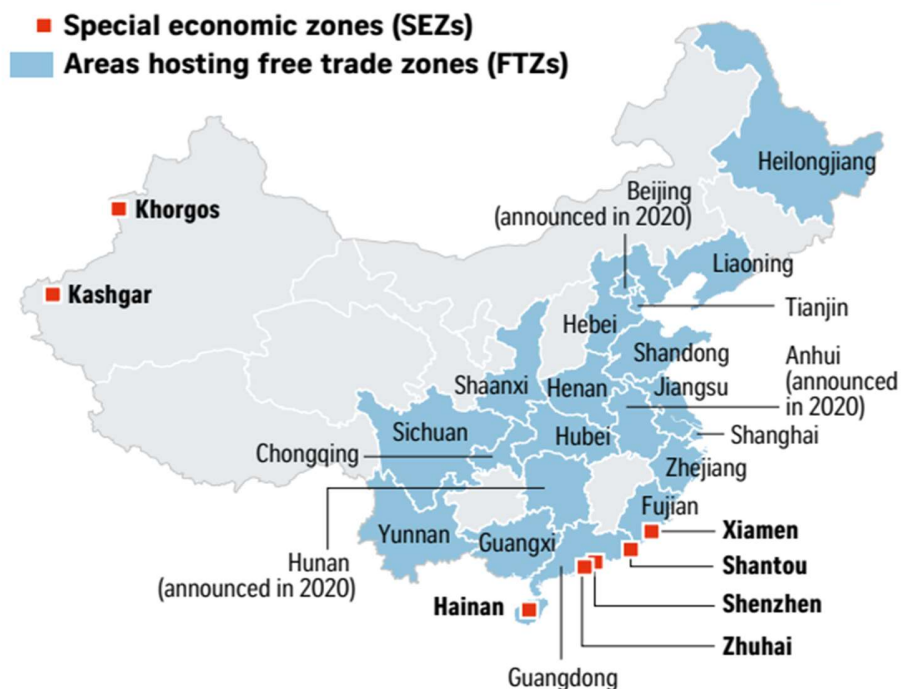 Special economic zones (SEZs)
Areas hosting free trade zones (FTZs)
Heilongjiang
Beijing
(announced in 2020)
Khorgos
Liaoning
Kashgar
Tianjin
Hebei
Shandong
Anhui
(announced
in 2020)
Shaanxi
Henan
Jiangsu
Sichuan
Hubei
Shanghai
Chongqing
Zhejiang
Fujian
Yunnan
Guangxi
Xiamen
Hunan
(announced in 2020)
Shantou
Hainan
Shenzhen
Zhuhai
Guangdong